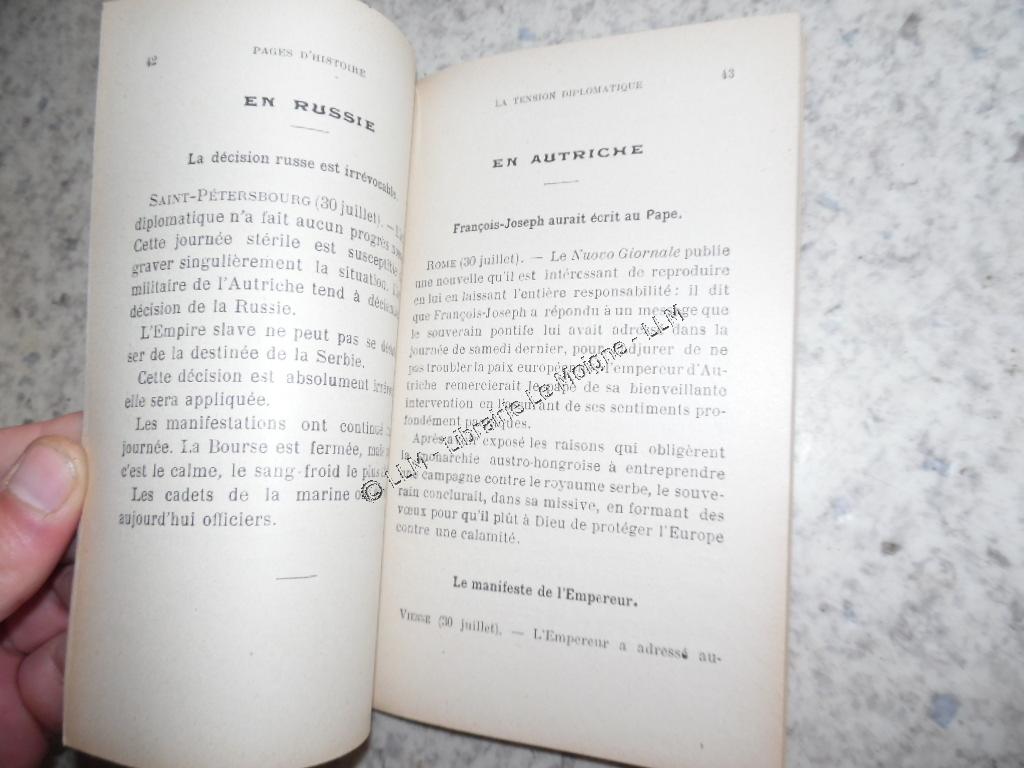 42
PAGES D'HISTOIRE
EN RUSSIE
La décision russe est irrévocable.
SAINT-PÉTERSBOURG (30 juillet). —
diplomatique n'a fait aucun progrès
Cette journée stérile est susceptible
graver singulièrement la situation.
militaire de l'Autriche tend à
décision de la Russie.
L'Empire slave ne peut pas se
ser de la destinée de la Serbie.
Cette décision est absolument
elle sera appliquée.
Les manifestations ont continué
journée. La Bourse est fermée,
c'est le calme, le sang-froid le plus
Les cadets de la marine
aujourd'hui officiers.
LA TENSION DIPLOMATIQUE
43
EN AUTRICHE
François-Joseph aurait écrit au Pape.
ROME (30 juillet). — Le Nuovo Giornale publie
une nouvelle qu'il est intéressant de reproduire
en lui en laissant l'entière responsabilité : il dit
que François-Joseph a répondu à un message que
le souverain pontife lui avait adressé dans la
journée de samedi dernier, pour l'adjurer de ne
pas troubler la paix européenne. L'empereur d'Au-
triche remercierait le pape de sa bienveillante
intervention en l'assurant de ses sentiments pro-
fondément pacifiques.
Après avoir exposé les raisons qui obligèrent
la monarchie austro-hongroise à entreprendre
une campagne contre le royaume serbe, le souve-
rain conclurait, dans sa missive, en formant des
vœux pour qu'il plût à Dieu de protéger l'Europe
contre une calamité.
Le manifeste de l'Empereur.
VIENNE (30 juillet). — L'Empereur a adressé au-
© LLM - Librairie Le Moigne - LLM